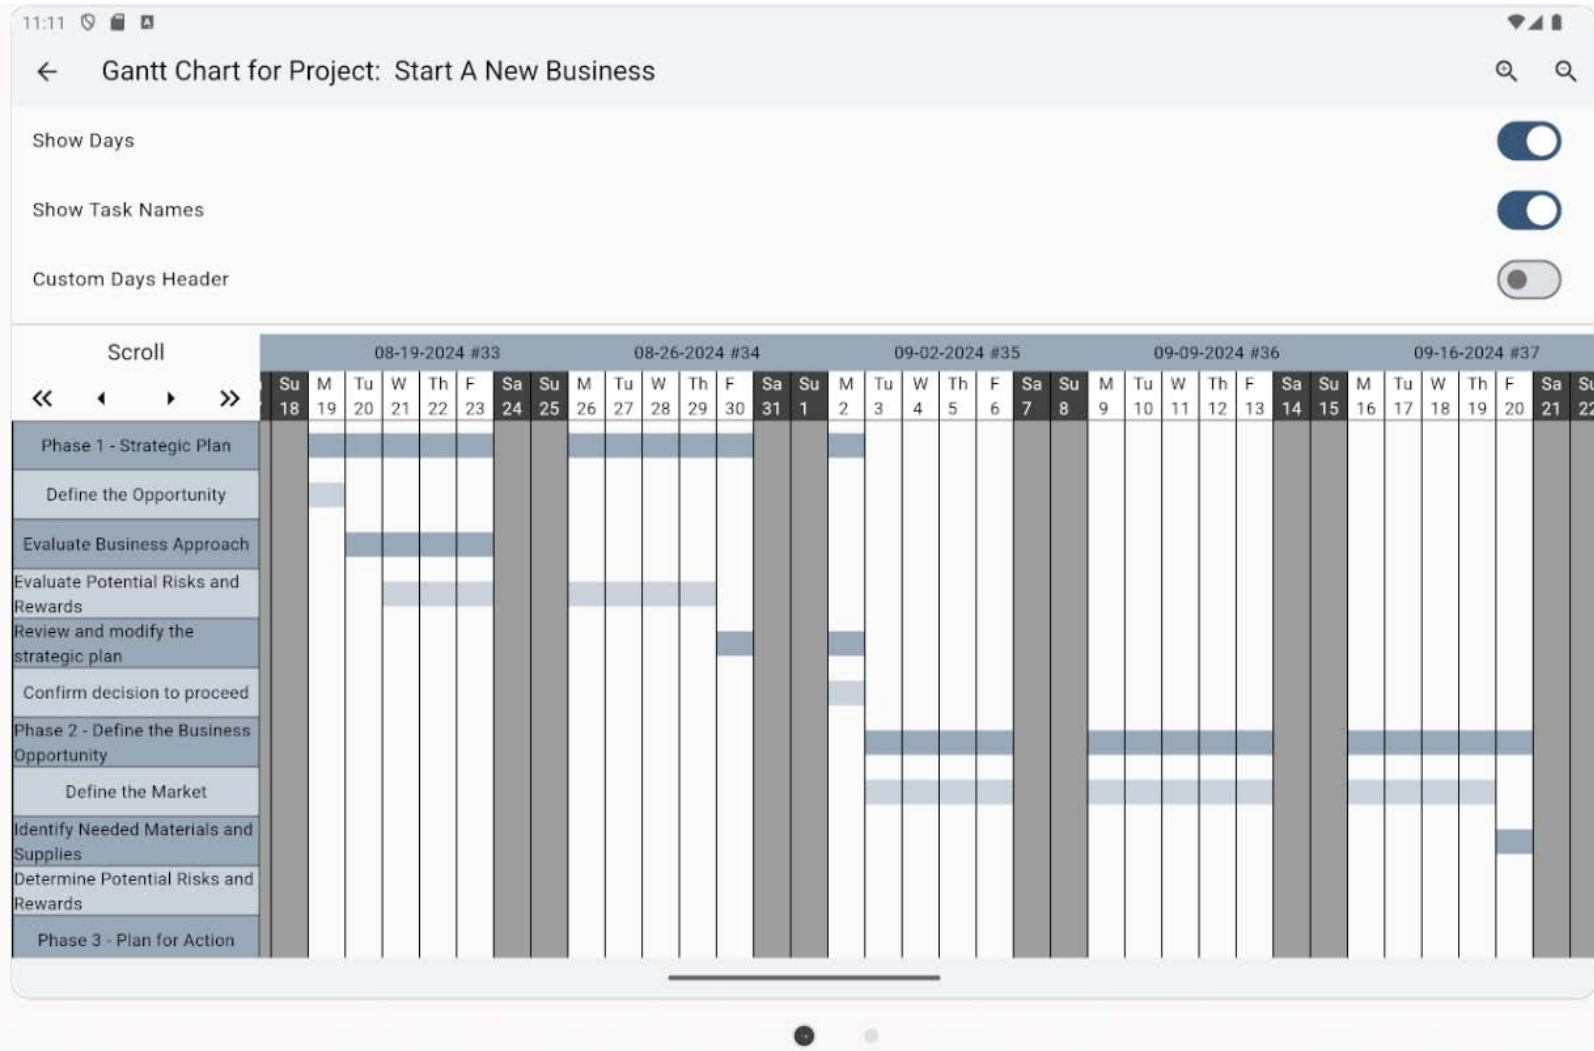 11:11
Gantt Chart for Project: Start A New Business
Show Days
Show Task Names
Custom Days Header
Scroll
08-19-2024 #33 08-26-2024 #34 09-02-2024 #35 09-09-2024 #36 09-16-2024 #37
Su M Tu W Th F Sa Su M Tu W Th F Sa Su M Tu W Th F Sa Su M Tu W Th F Sa Su M Tu W Th F Sa Su
18 19 20 21 22 23 24 25 26 27 28 29 30 31 1 2 3 4 5 6 7 8 9 10 11 12 13 14 15 16 17 18 19 20 21 22
Phase 1 - Strategic Plan
Define the Opportunity
Evaluate Business Approach
Evaluate Potential Risks and
Rewards
Review and modify the
strategic plan
Confirm decision to proceed
Phase 2 - Define the Business
Opportunity
Define the Market
Identify Needed Materials and
Supplies
Determine Potential Risks and
Rewards
Phase 3 - Plan for Action